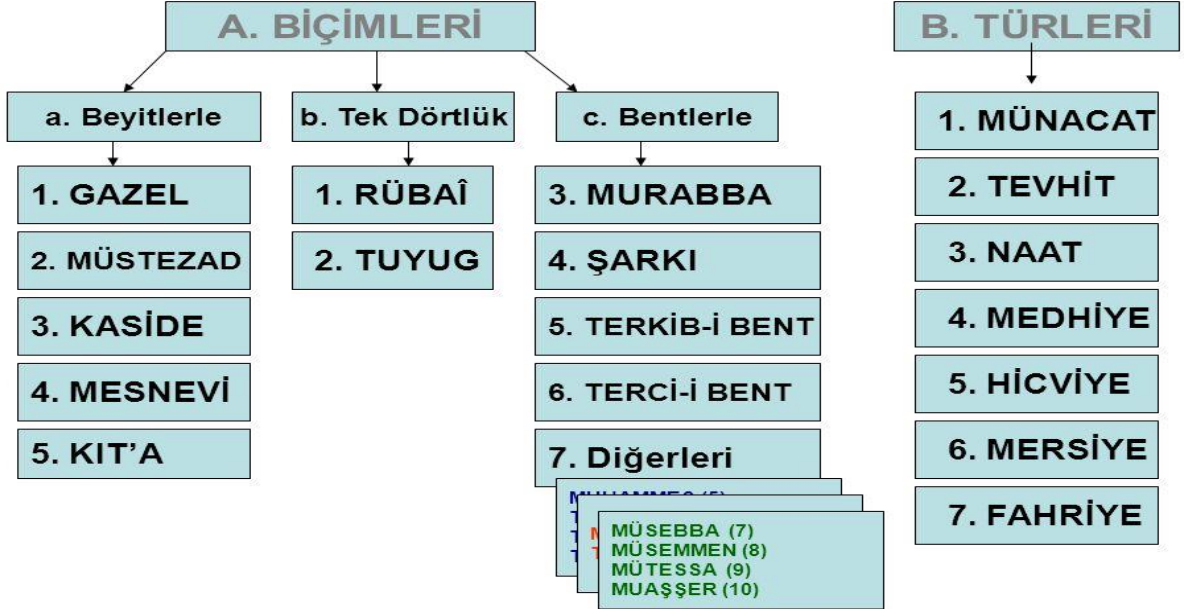 A. BİÇİMLERİ
a. Beyitlerle
1. GAZEL
2. MÜSTEZAD
3. KASİDE
4. MESNEVİ
5. KIT'A
b. Tek Dörtlük
1. RÜBAÎ
2. TUYUG
c. Bentlerle
3. MURABBA
4. ŞARKI
5. TERKİB-İ BENT
6. TERCİ-İ BENT
7. Diğerleri
MÜSEBBA (7)
MÜSEMMEN (8)
MÜTESSA (9)
MUAŞŞER (10)
B. TÜRLERİ
1. MÜNACAT
2. TEVHİT
3. NAAT
4. MEDHİYE
5. HİCVİYE
6. MERSİYE
7. FAHRİYE